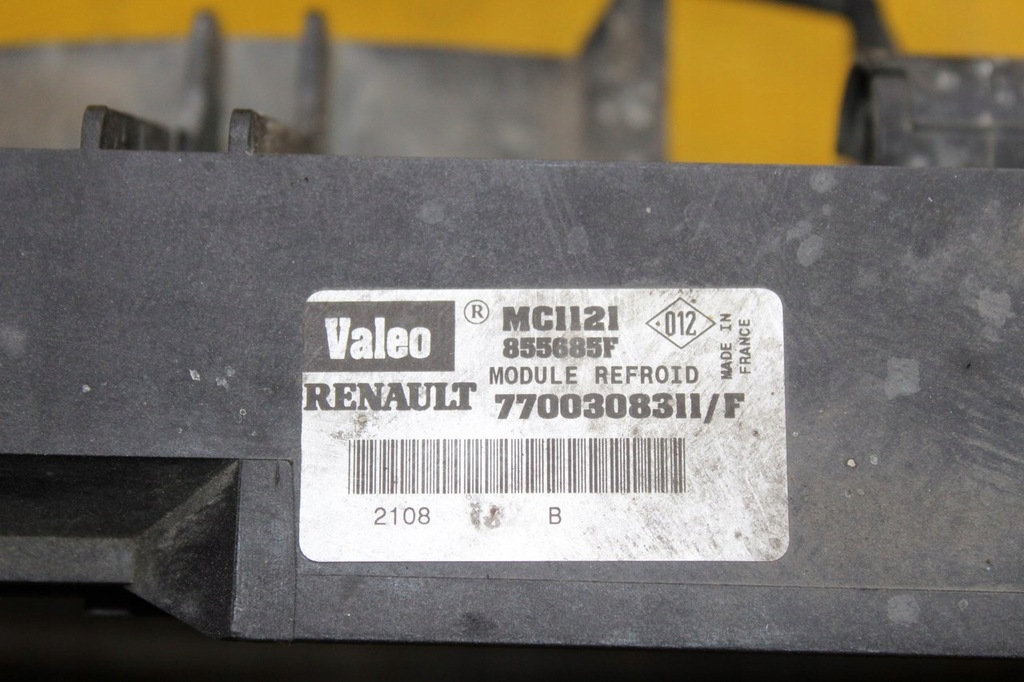 Valeo ®
MC1121
855685F
012
MADE IN
FRANCE
MODULE REFROID
RENAULT 7700308311/F
2108 B